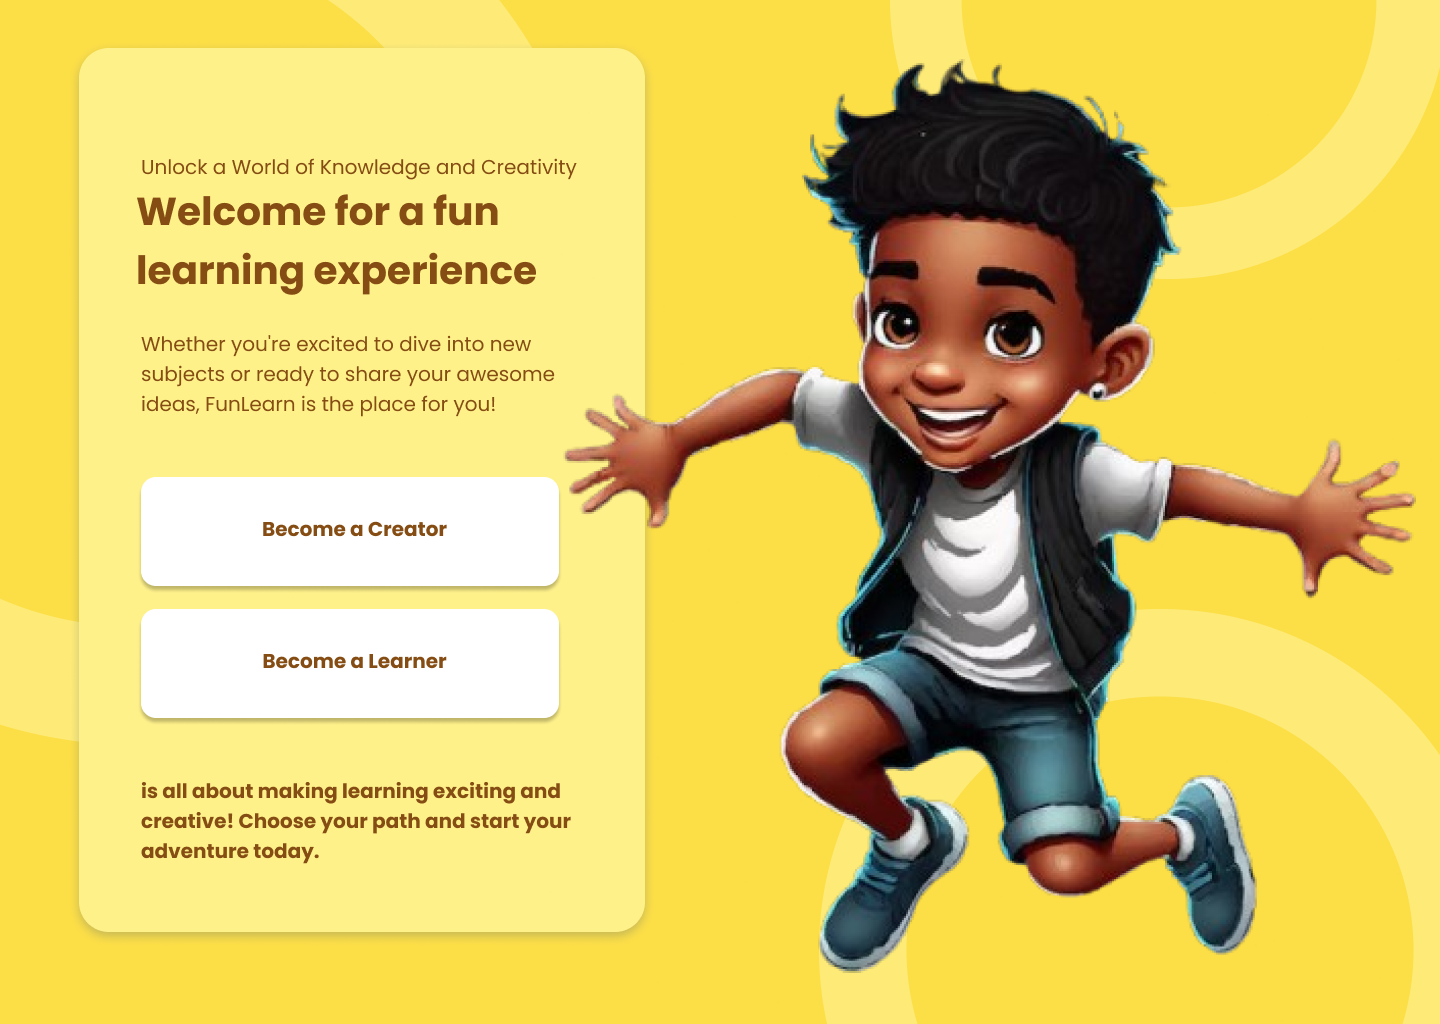 Unlock a World of Knowledge and Creativity
Welcome for a fun
learning experience
Whether you're excited to dive into new
subjects or ready to share your awesome
ideas, FunLearn is the place for you!
Become a Creator
Become a Learner
is all about making learning exciting and
creative! Choose your path and start your
adventure today.